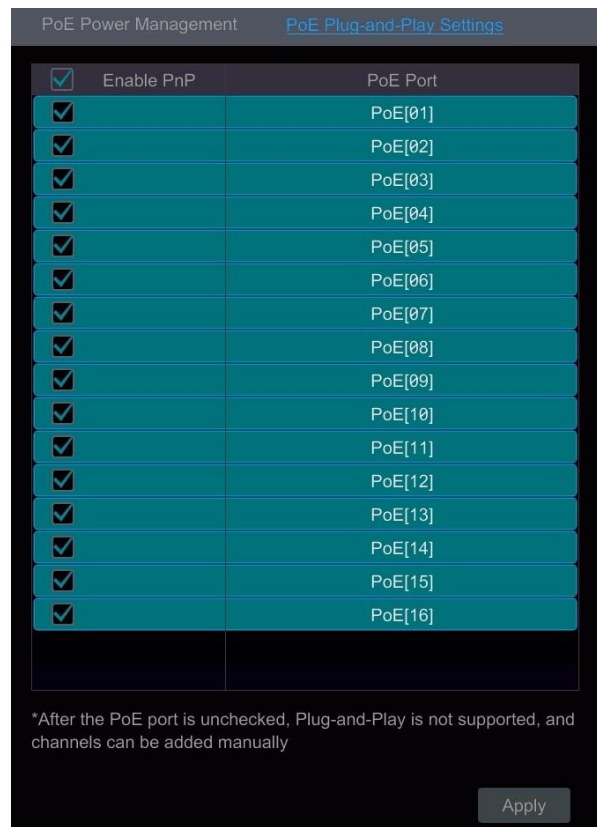 PoE Power Management PoE Plug-and-Play Settings
Enable PnP PoE Port
PoE[01]
PoE[02]
PoE[03]
PoE[04]
PoE[05]
PoE[06]
PoE[07]
PoE[08]
PoE[09]
PoE[10]
PoE[11]
PoE[12]
PoE[13]
PoE[14]
PoE[15]
PoE[16]
*After the PoE port is unchecked, Plug-and-Play is not supported, and
channels can be added manually
Apply